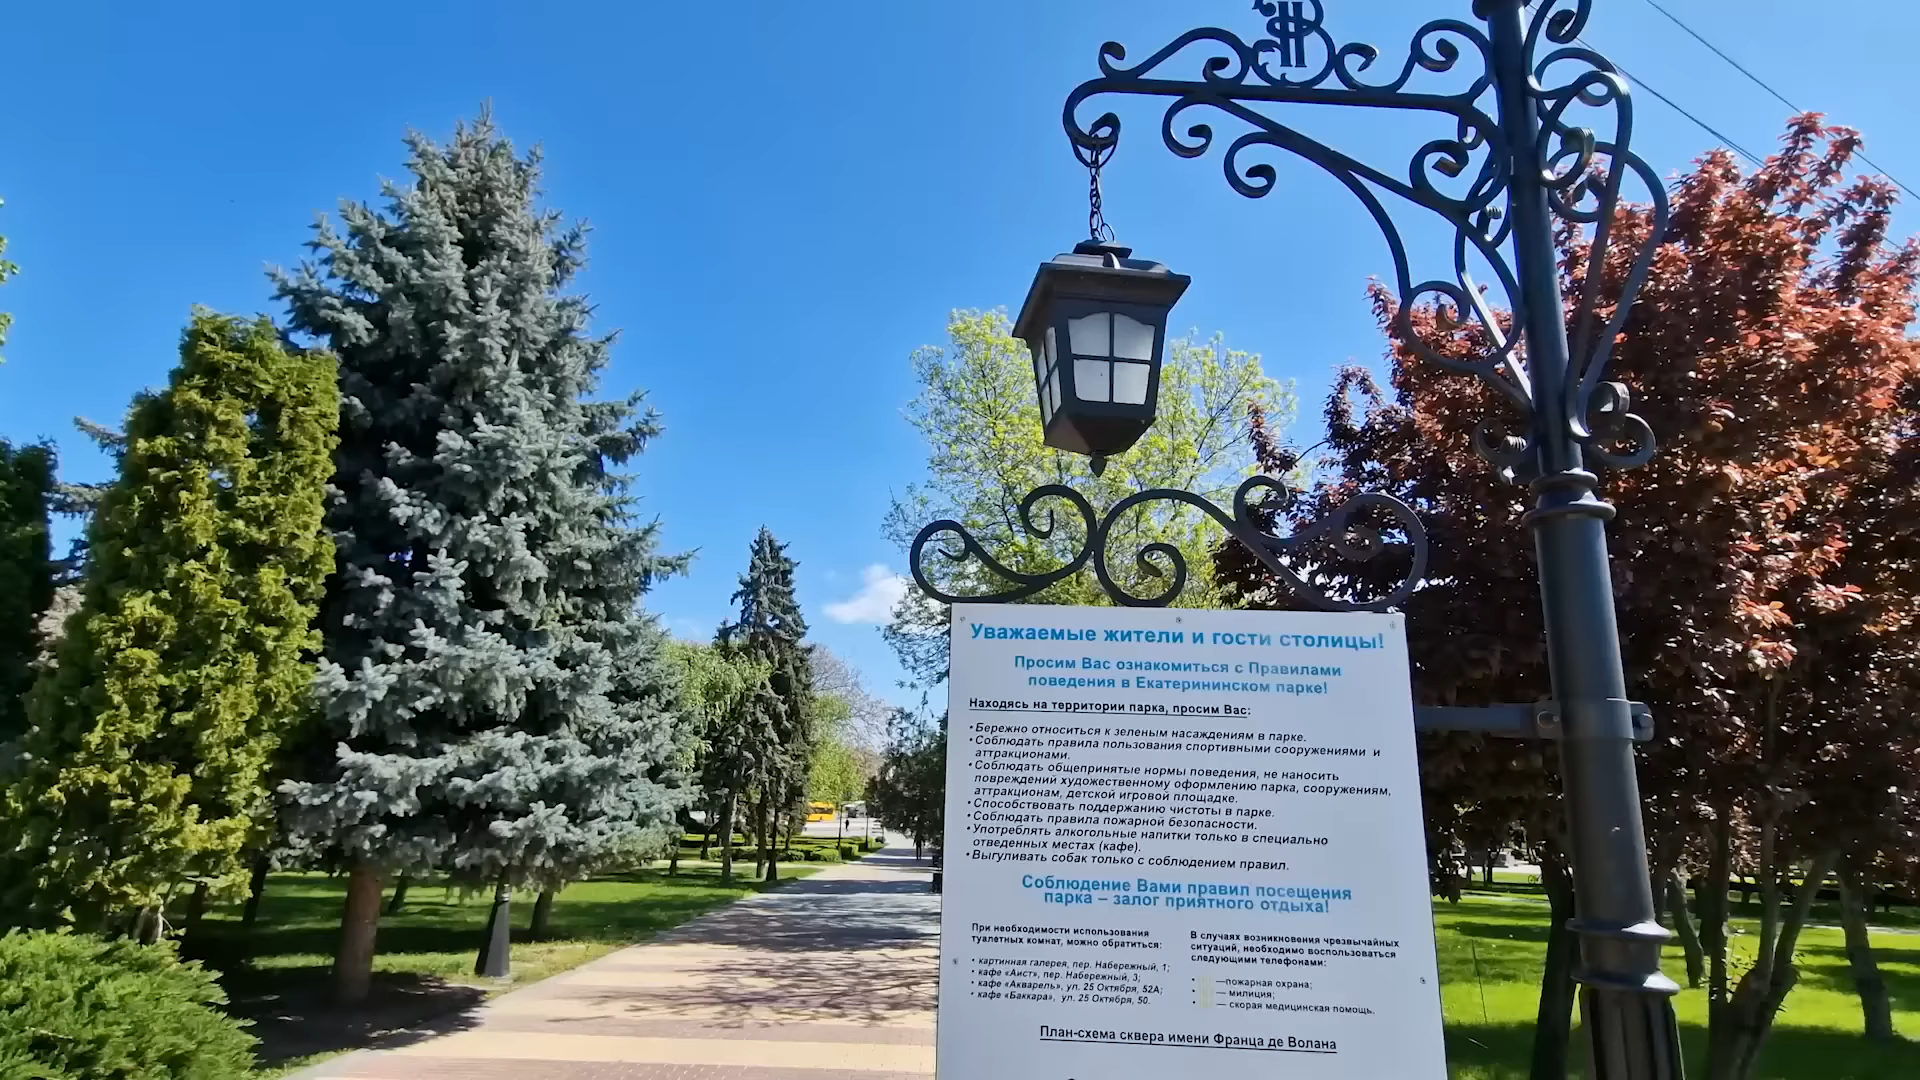 Уважаемые жители и гости столицы!
Просим Вас ознакомиться с Правилами
поведения в Екатерининском парке!
Находясь на территории парка, просим Вас:
• Бережно относиться к зеленым насаждениям в парке.
• Соблюдать правила пользования спортивными сооружениями и
аттракционами.
• Соблюдать общепринятые нормы поведения, не наносить
повреждений художественному оформлению парка, сооружениям,
аттракционам, детской игровой площадке.
• Способствовать поддержанию чистоты в парке.
• Соблюдать правила пожарной безопасности.
• Употреблять алкогольные напитки только в специально
отведенных местах (кафе).
• Выгуливать собак только с соблюдением правил.
Соблюдение Вами правил посещения
парка – залог приятного отдыха!
При необходимости использования
туалетных комнат, можно обратиться:
• картинная галерея, пер. Набережный, 1;
• кафе «Аист», пер. Набережный, 3;
• кафе «Акварель», ул. 25 Октября, 52А;
• кафе «Баккара», ул. 25 Октября, 50.
В случаях возникновения чрезвычайных
ситуаций, необходимо воспользоваться
следующими телефонами:
• —пожарная охрана;
• — милиция;
• — скорая медицинская помощь.
План-схема сквера имени Франца де Волана